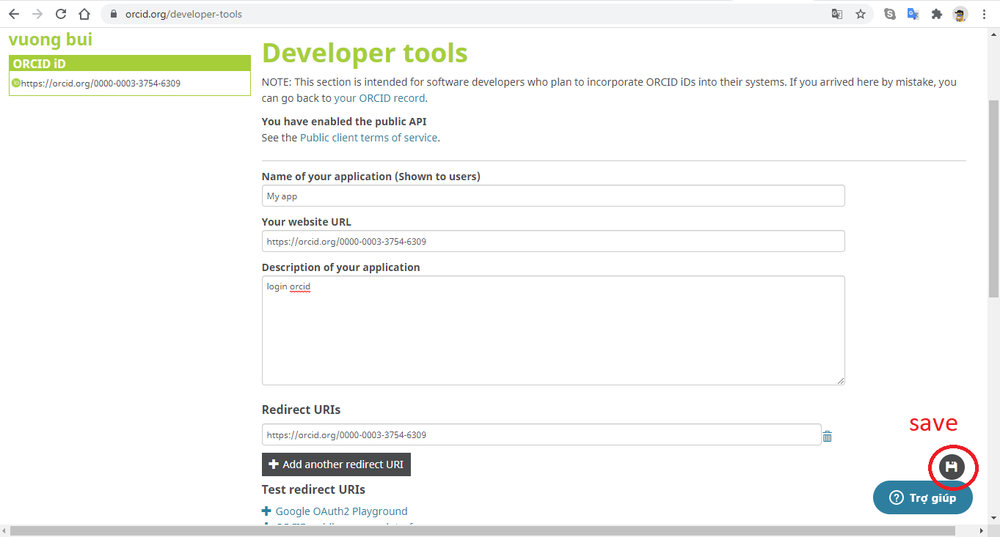 orcid.org/developer-tools
vuong bui
ORCID iD
iD https://orcid.org/0000-0003-3754-6309
Developer tools
NOTE: This section is intended for software developers who plan to incorporate ORCID iDs into their systems. If you arrived here by mistake, you
can go back to your ORCID record.
You have enabled the public API
See the Public client terms of service.
Name of your application (Shown to users)
My app
Your website URL
https://orcid.org/0000-0003-3754-6309
Description of your application
login orcid
Redirect URIs
https://orcid.org/0000-0003-3754-6309
save
Add another redirect URI
Test redirect URIs
? Trợ giúp
Google OAuth2 Playground